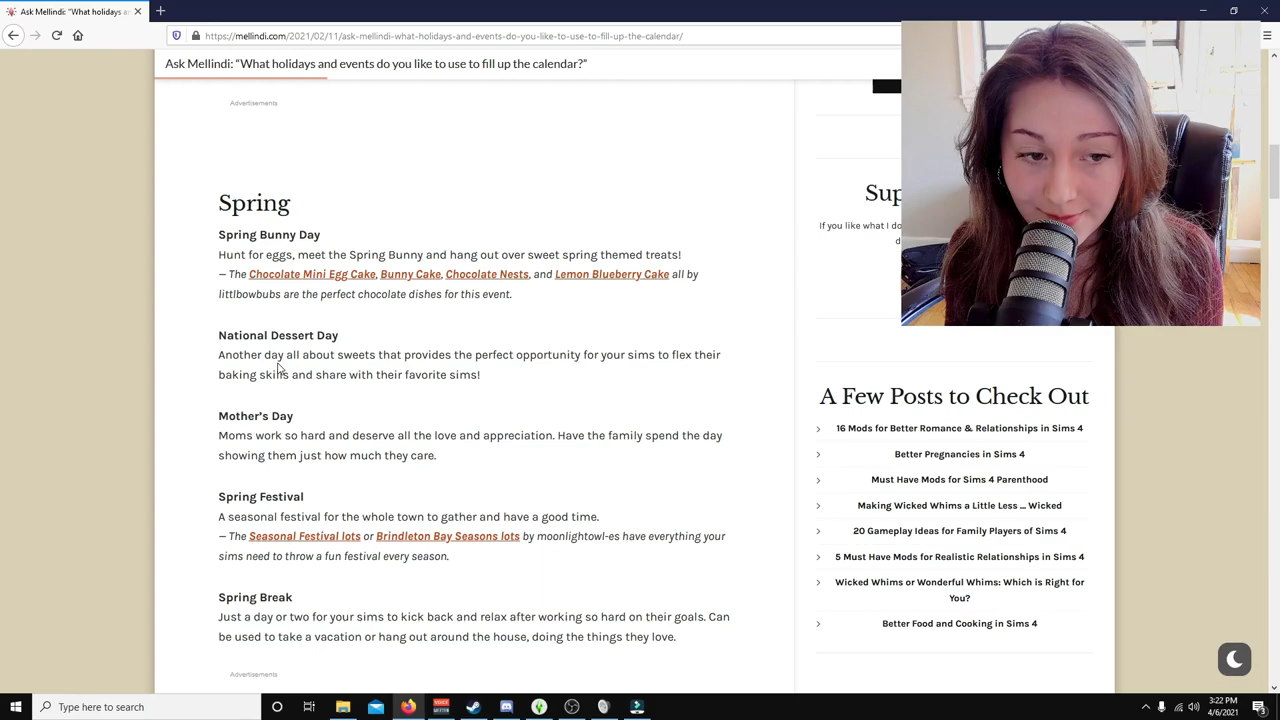 Ask Mellindi: "What holidays an
https://mellindi.com/2021/02/11/ask-mellindi-what-holidays-and-events-do-you-like-to-use-to-fill-up-the-calendar/
Ask Mellindi: “What holidays and events do you like to use to fill up the calendar?”
Advertisements
Spring
Spring Bunny Day
Hunt for eggs, meet the Spring Bunny and hang out over sweet spring themed treats!
– The Chocolate Mini Egg Cake, Bunny Cake, Chocolate Nests, and Lemon Blueberry Cake all by
littlbowbubs are the perfect chocolate dishes for this event.
National Dessert Day
Another day all about sweets that provides the perfect opportunity for your sims to flex their
baking skills and share with their favorite sims!
Mother’s Day
Moms work so hard and deserve all the love and appreciation. Have the family spend the day
showing them just how much they care.
Spring Festival
A seasonal festival for the whole town to gather and have a good time.
– The Seasonal Festival lots or Brindleton Bay Seasons lots by moonlightowl-es have everything your
sims need to throw a fun festival every season.
Spring Break
Just a day or two for your sims to kick back and relax after working so hard on their goals. Can
be used to take a vacation or hang out around the house, doing the things they love.
Advertisements
Sup
If you like what I do
d
A Few Posts to Check Out
16 Mods for Better Romance & Relationships in Sims 4
Better Pregnancies in Sims 4
Must Have Mods for Sims 4 Parenthood
Making Wicked Whims a Little Less ... Wicked
20 Gameplay Ideas for Family Players of Sims 4
5 Must Have Mods for Realistic Relationships in Sims 4
Wicked Whims or Wonderful Whims: Which is Right for
You?
Better Food and Cooking in Sims 4
Type here to search
3:22 PM
4/6/2021